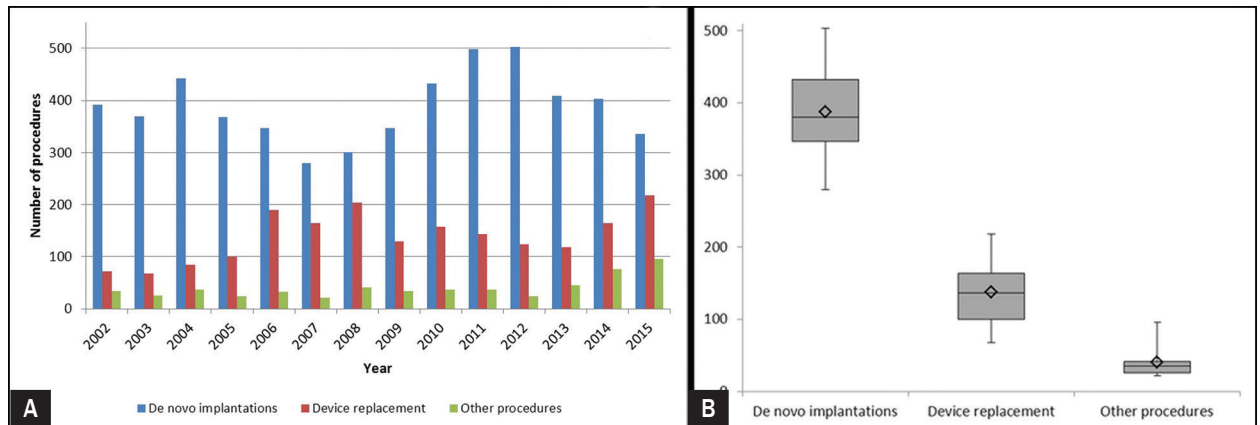 Number of procedures
500
400
300
200
100
0
2002
2003
2004
2005
2006
2007
2008
2009
2010
2011
2012
2013
2014
2015
Year
De novo implantations
Device replacement
Other procedures
A
500
400
300
200
100
0
De novo implantations
Device replacement
Other procedures
B